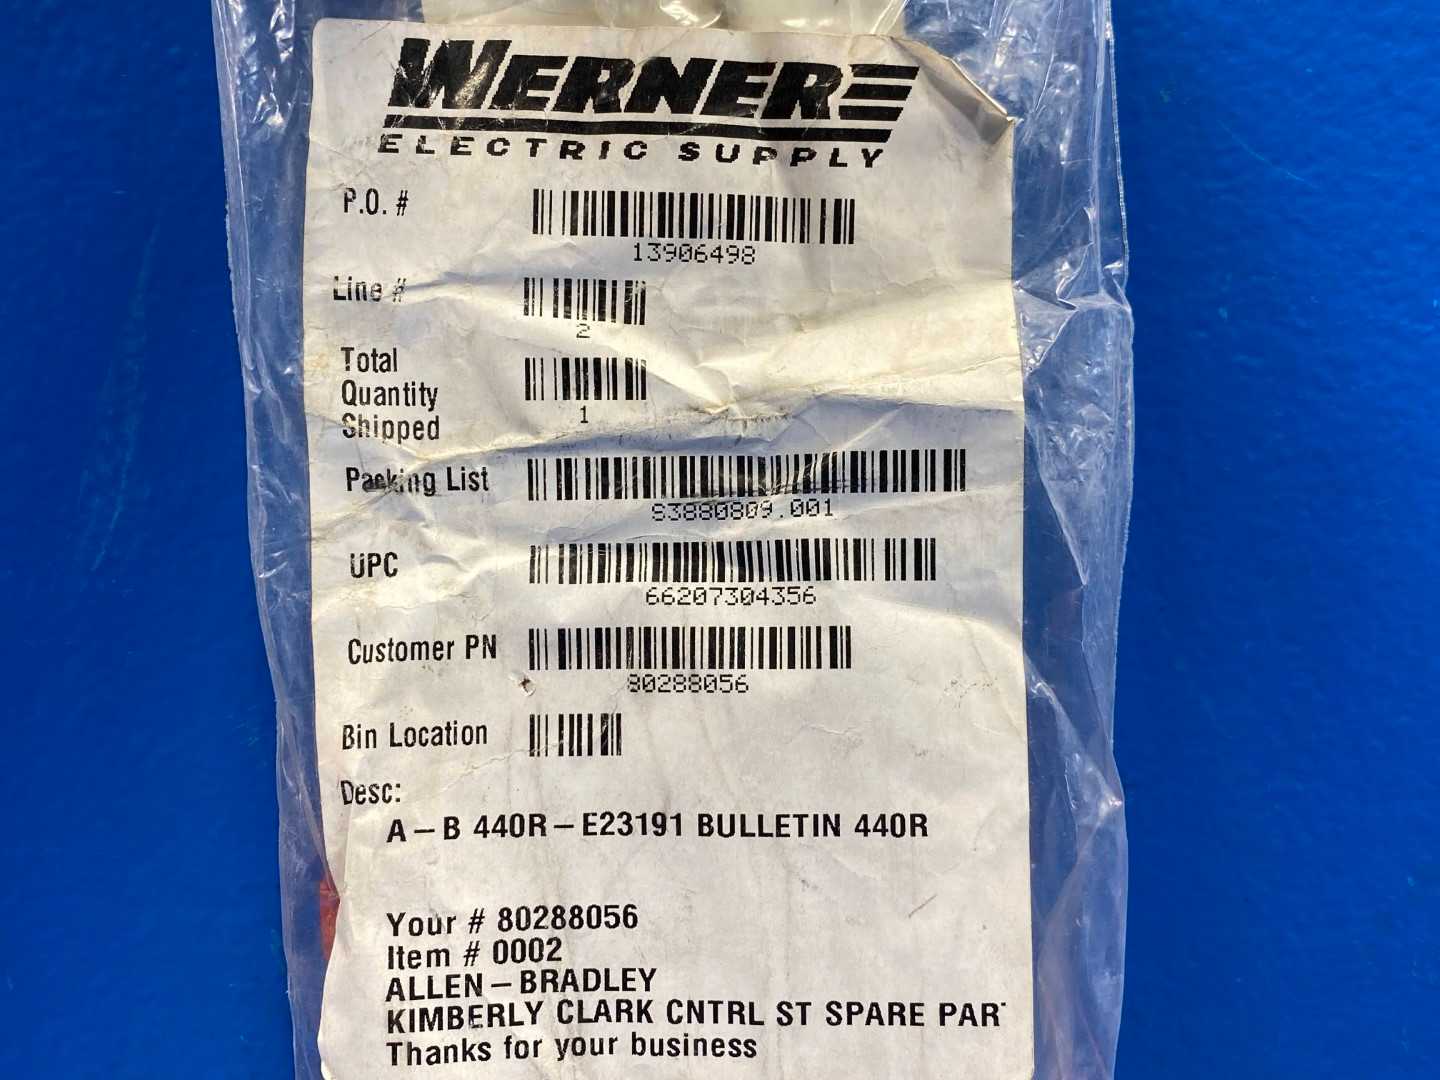 WERNER
ELECTRIC SUPPLY
P.O. #
13906498
Line #
2
Total
Quantity
Shipped
1
Packing List
S3880809.001
UPC
66207304356
Customer PN
80288056
Bin Location
Desc:
A-B 440R-E23191 BULLETIN 440R
Your # 80288056
Item # 0002
ALLEN-BRADLEY
KIMBERLY CLARK CNTRL ST SPARE PAR
Thanks for your business